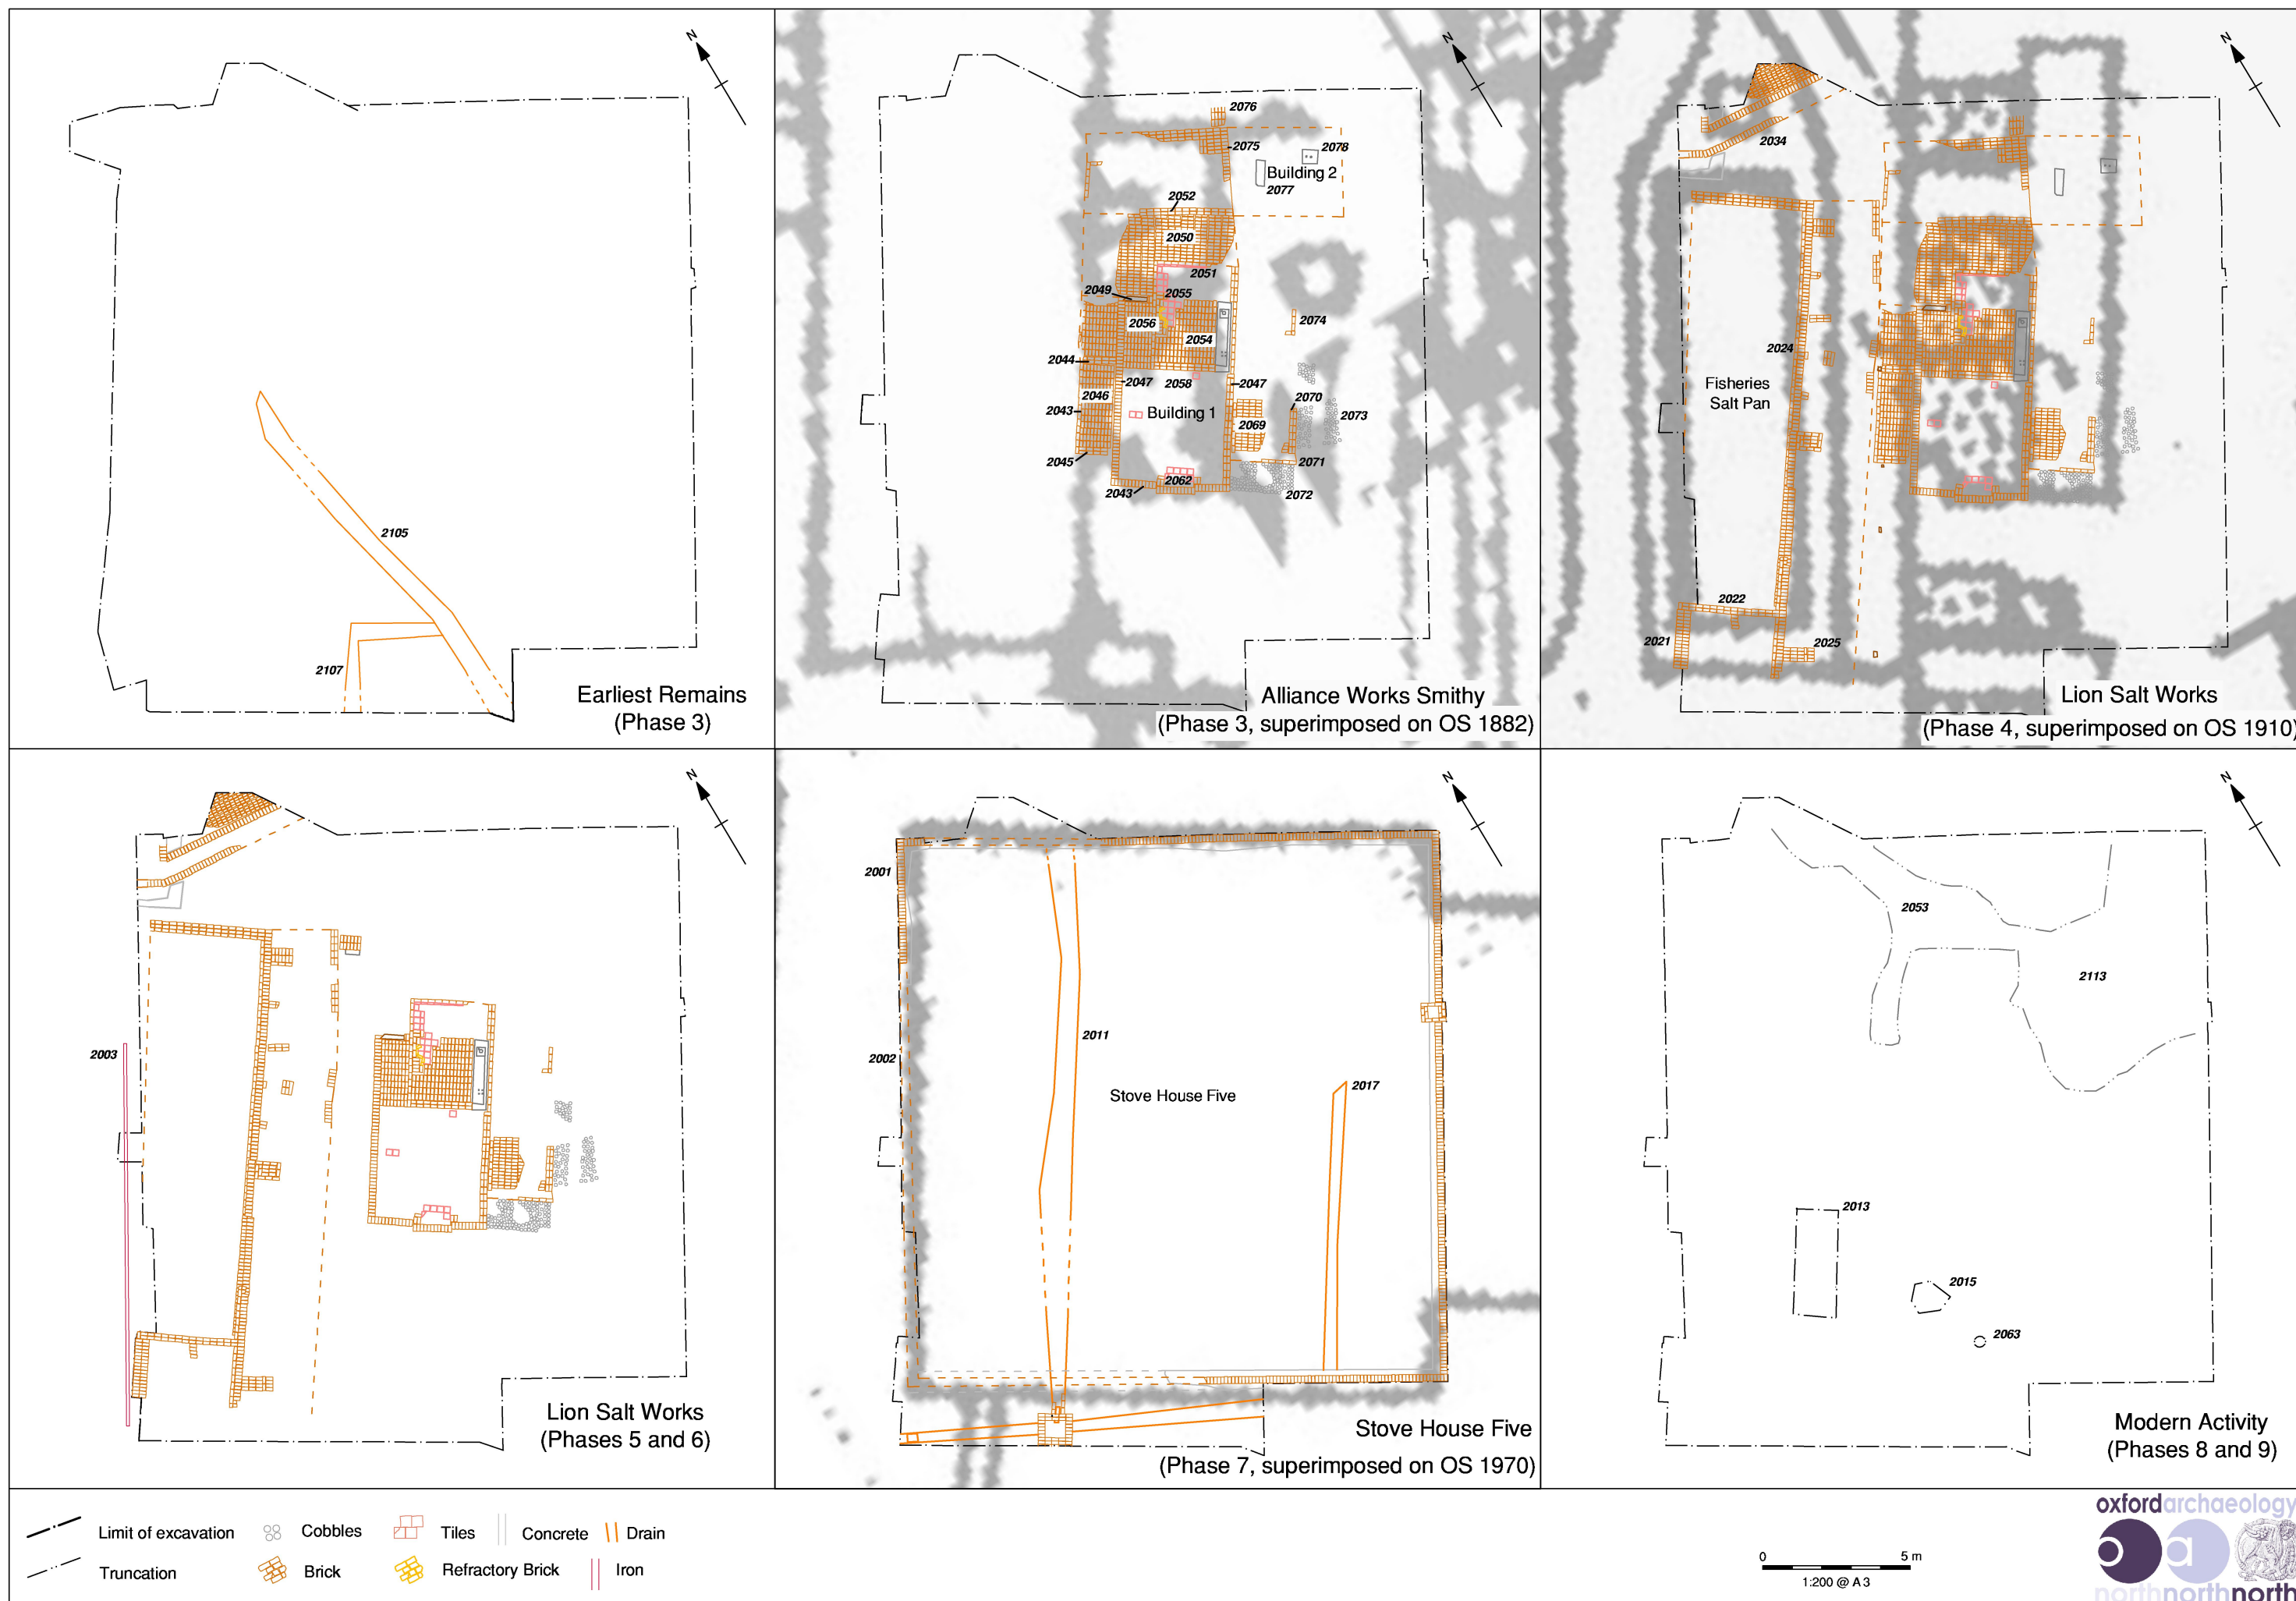 N
2105
2107
Earliest Remains
(Phase 3)
N
2076
2075
2078
Building 2
2077
2052
2050
2051
2049
2055
2056
2054
2074
2044
2047
2058
2047
2046
2043
Building 1
2070
2073
2069
2045
2071
2062
2043
2072
Alliance Works Smithy
(Phase 3, superimposed on OS 1882)
N
2034
2024
Fisheries
Salt Pan
2022
2021
2025
Lion Salt Works
(Phase 4, superimposed on OS 1910)
N
2003
Lion Salt Works
(Phases 5 and 6)
N
2001
2011
2002
2017
Stove House Five
Stove House Five
(Phase 7, superimposed on OS 1970)
N
2053
2113
2013
2015
2063
Modern Activity
(Phases 8 and 9)
Limit of excavation
Cobbles
Tiles
Concrete
Drain
Truncation
Brick
Refractory Brick
Iron
0 5 m
1:200 @ A3
oxfordarchaeology
a
northnorthnorth